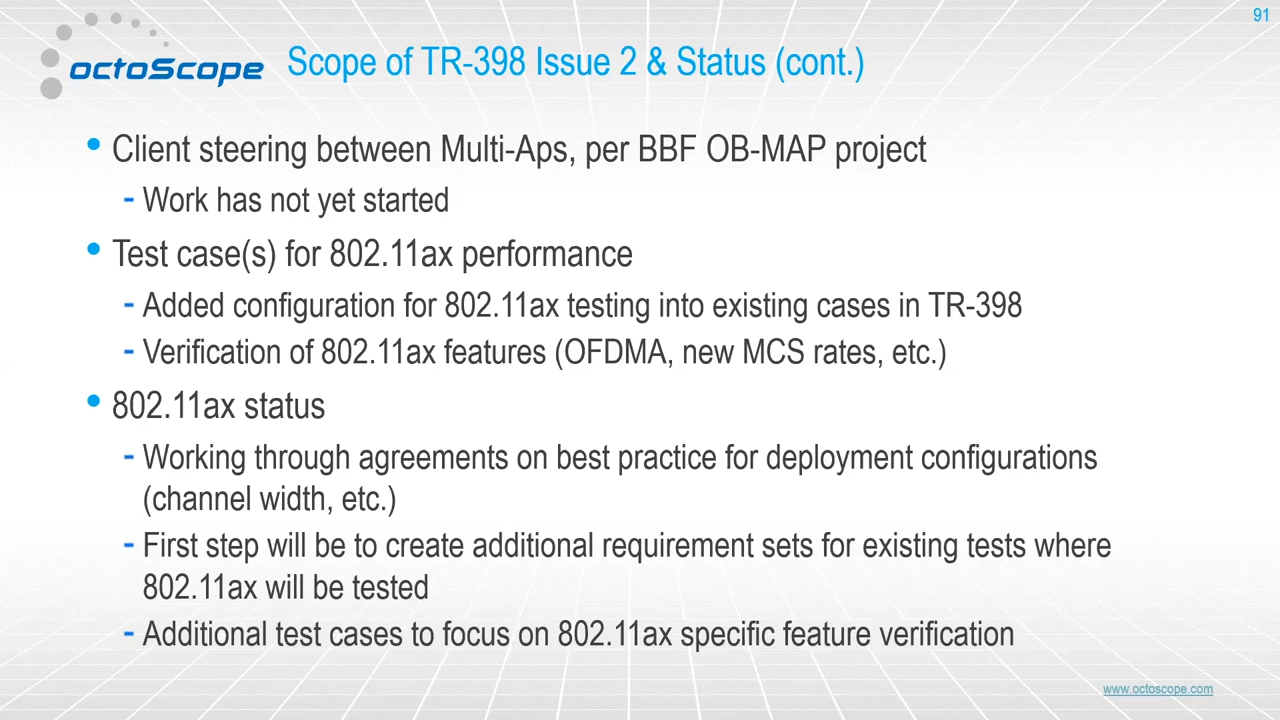 91
octoScope
Scope of TR-398 Issue 2 & Status (cont.)
• Client steering between Multi-Aps, per BBF OB-MAP project
- Work has not yet started
• Test case(s) for 802.11ax performance
- Added configuration for 802.11ax testing into existing cases in TR-398
- Verification of 802.11ax features (OFDMA, new MCS rates, etc.)
• 802.11ax status
- Working through agreements on best practice for deployment configurations
(channel width, etc.)
- First step will be to create additional requirement sets for existing tests where
802.11ax will be tested
- Additional test cases to focus on 802.11ax specific feature verification
www.octoscope.com